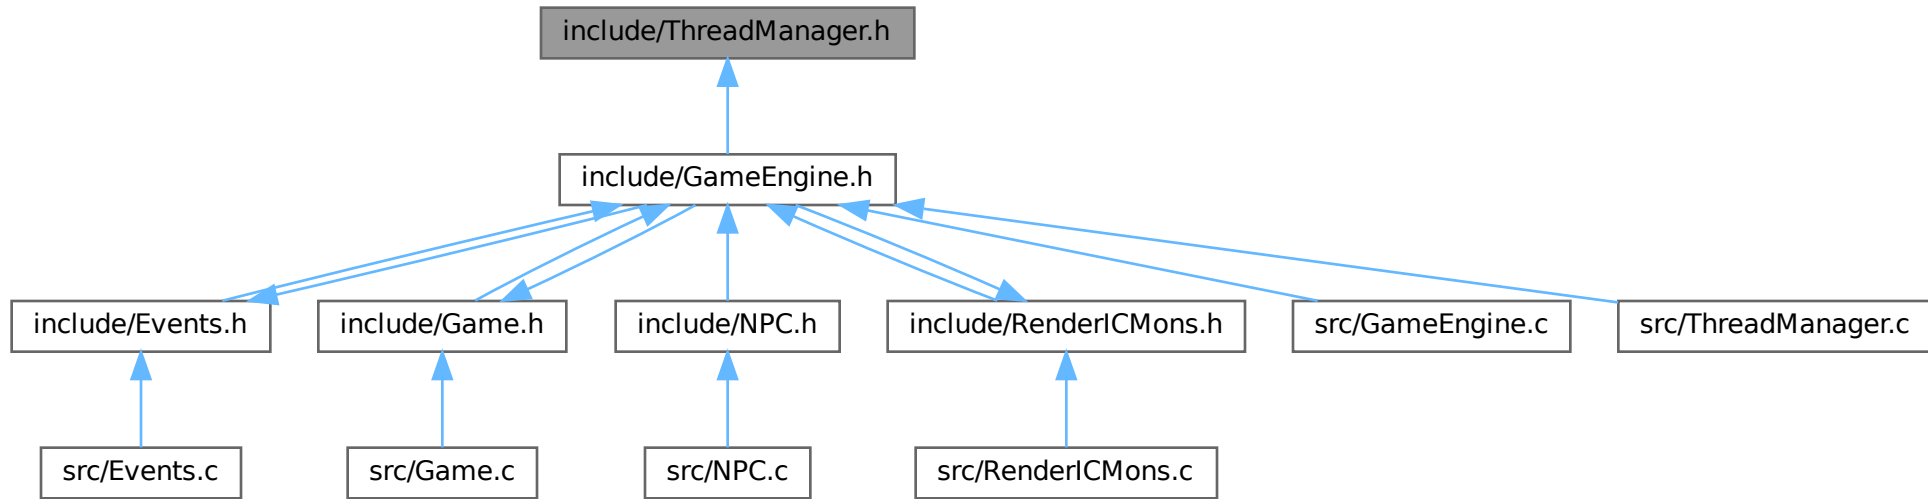 include/ThreadManager.h
include/GameEngine.h
include/Events.h
include/Game.h
include/NPC.h
include/RenderICMons.h
src/GameEngine.c
src/ThreadManager.c
src/Events.c
src/Game.c
src/NPC.c
src/RenderICMons.c